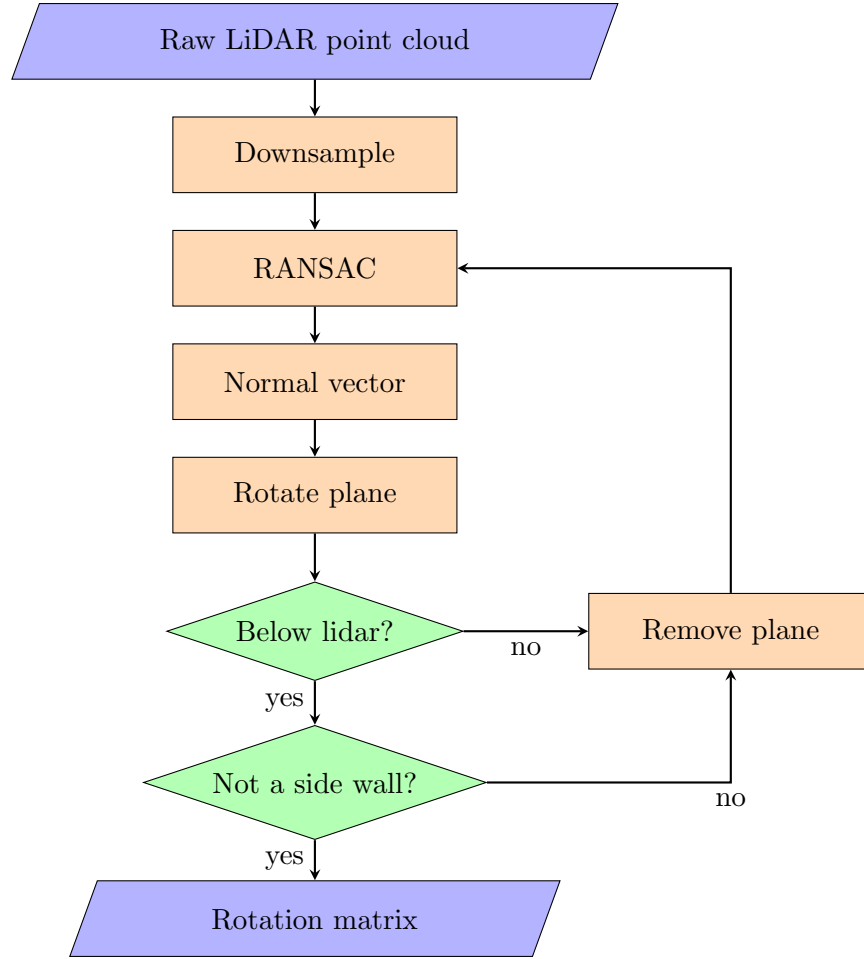 Raw LiDAR point cloud
Downsample
RANSAC
Normal vector
Rotate plane
Below lidar?
no
Remove plane
yes
Not a side wall?
no
yes
Rotation matrix